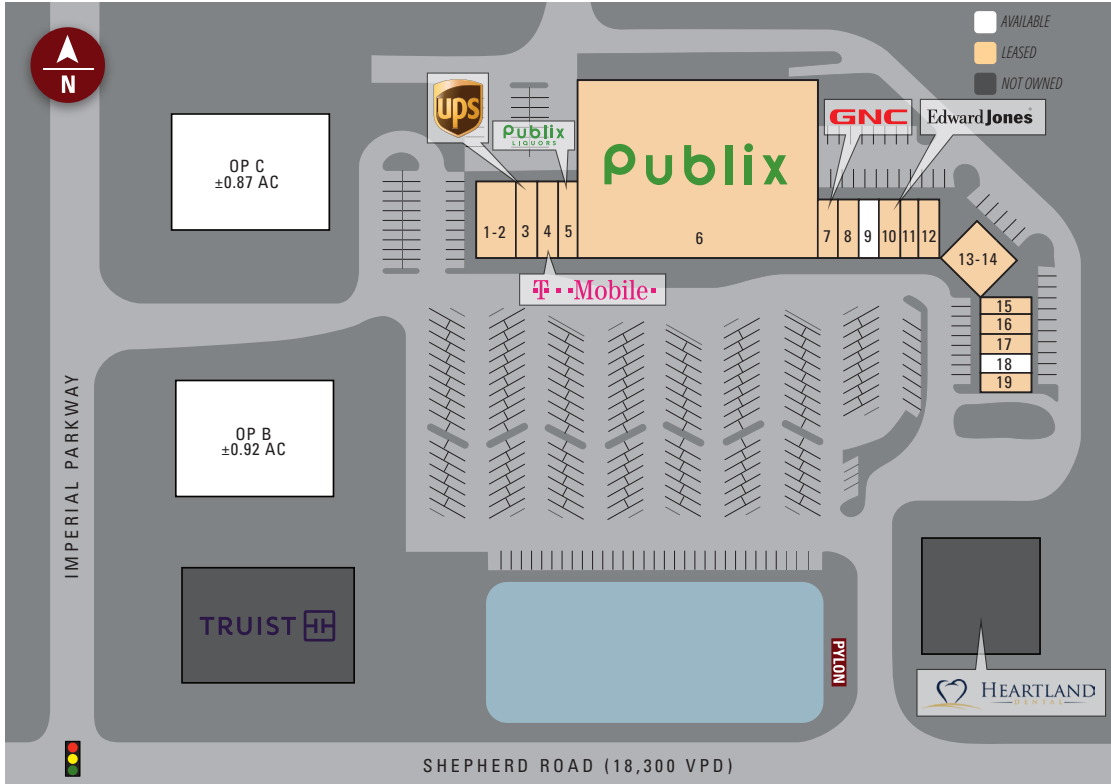 N
AVAILABLE
LEASED
NOT OWNED
ups
Publix
LIQUORS
Publix
GNC
Edward Jones
OP C
±0.87 AC
1-2
3
4
5
6
7
8
9
10
11
12
13-14
T··Mobile·
15
16
17
18
19
IMPERIAL PARKWAY
OP B
±0.92 AC
TRUIST
PYLON
HEARTLAND
DENTAL
SHEPHERD ROAD (18,300 VPD)